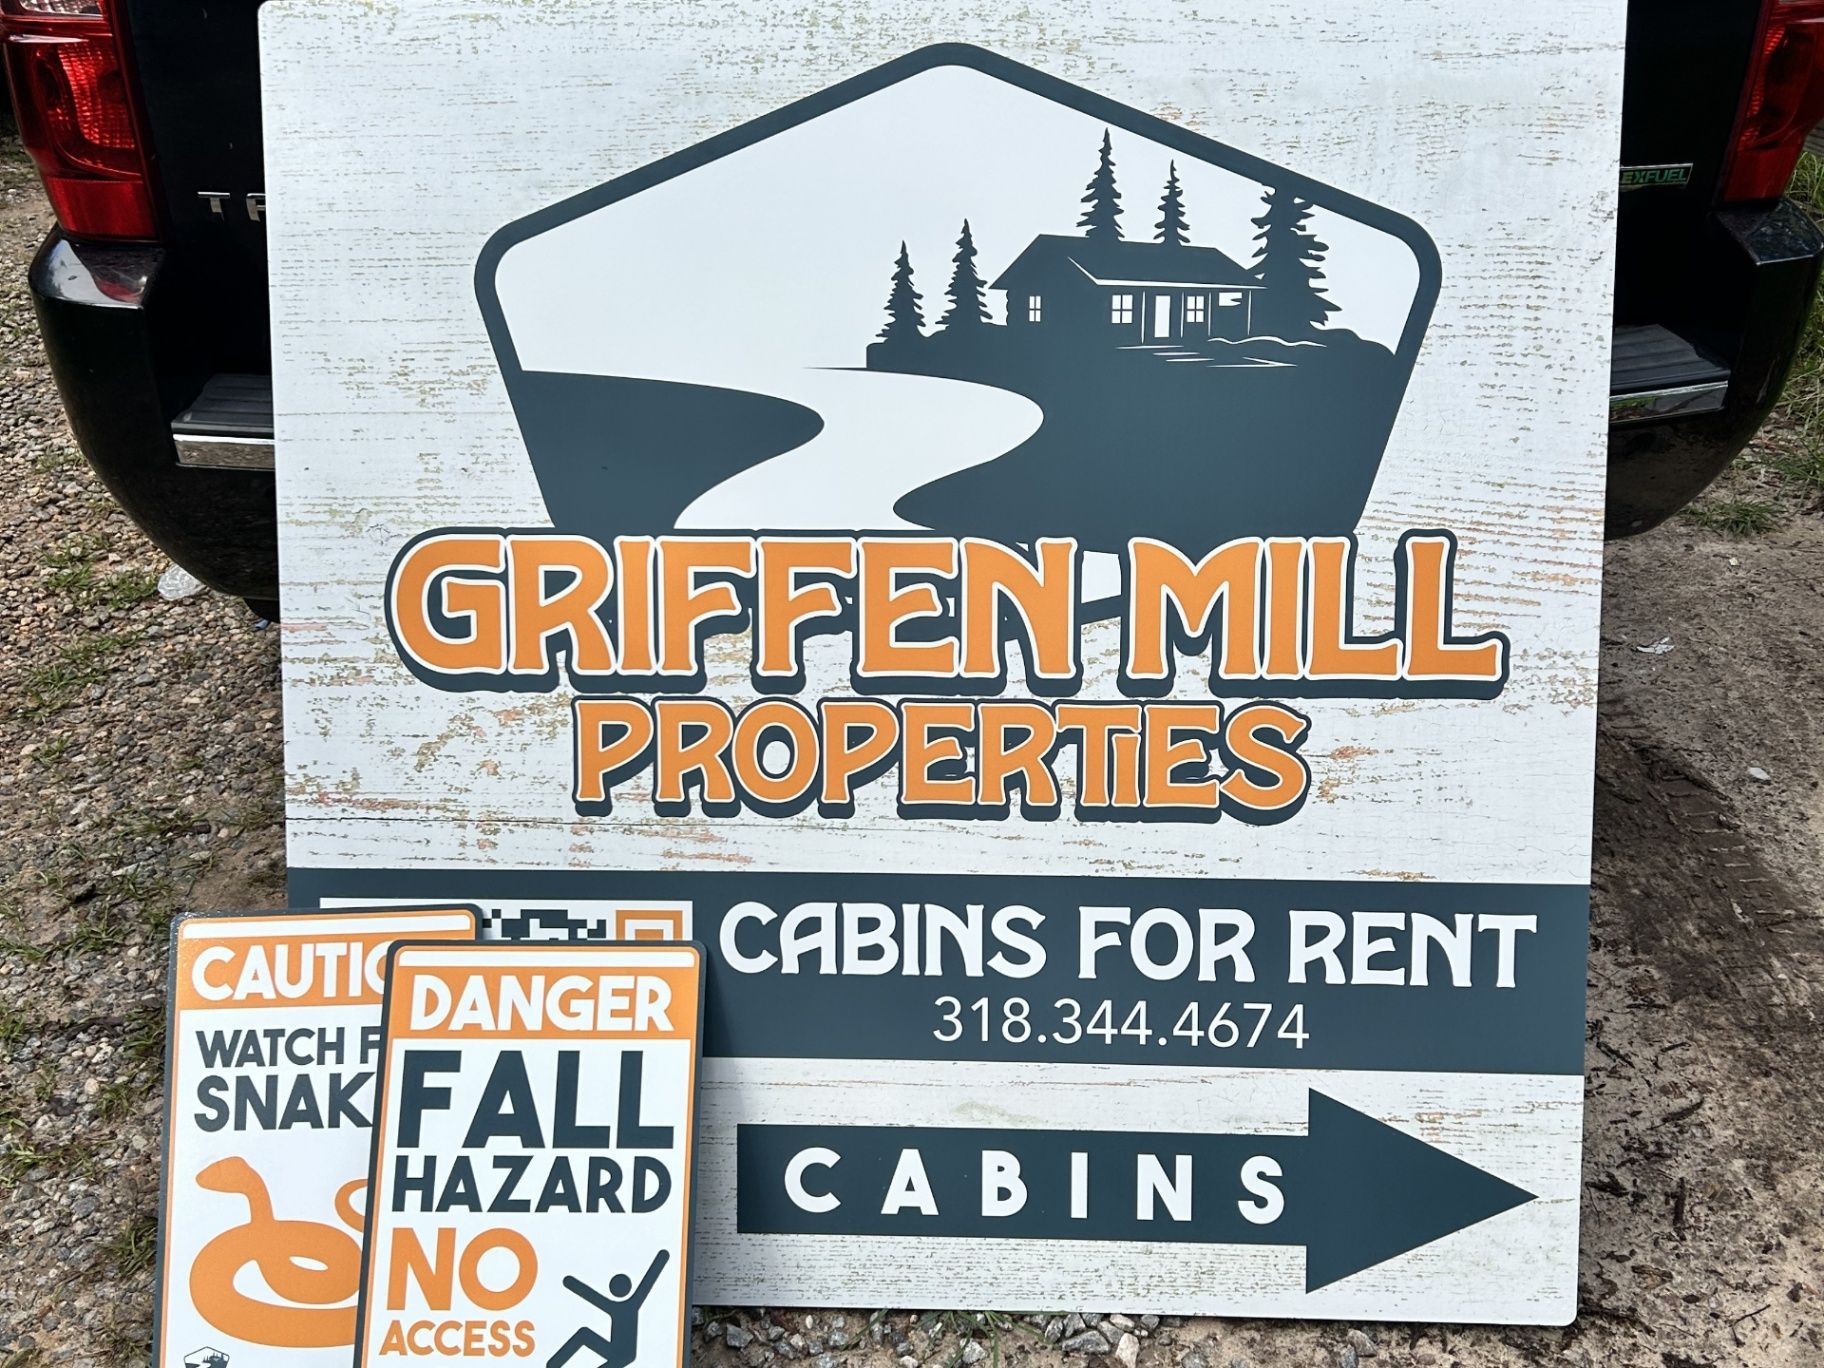 GRIFFEN MILL
PROPERTIES
CABINS FOR RENT
318.344.4674
CABINS
WATCH
DANGER
FALL
HAZARD
NO
ACCESS